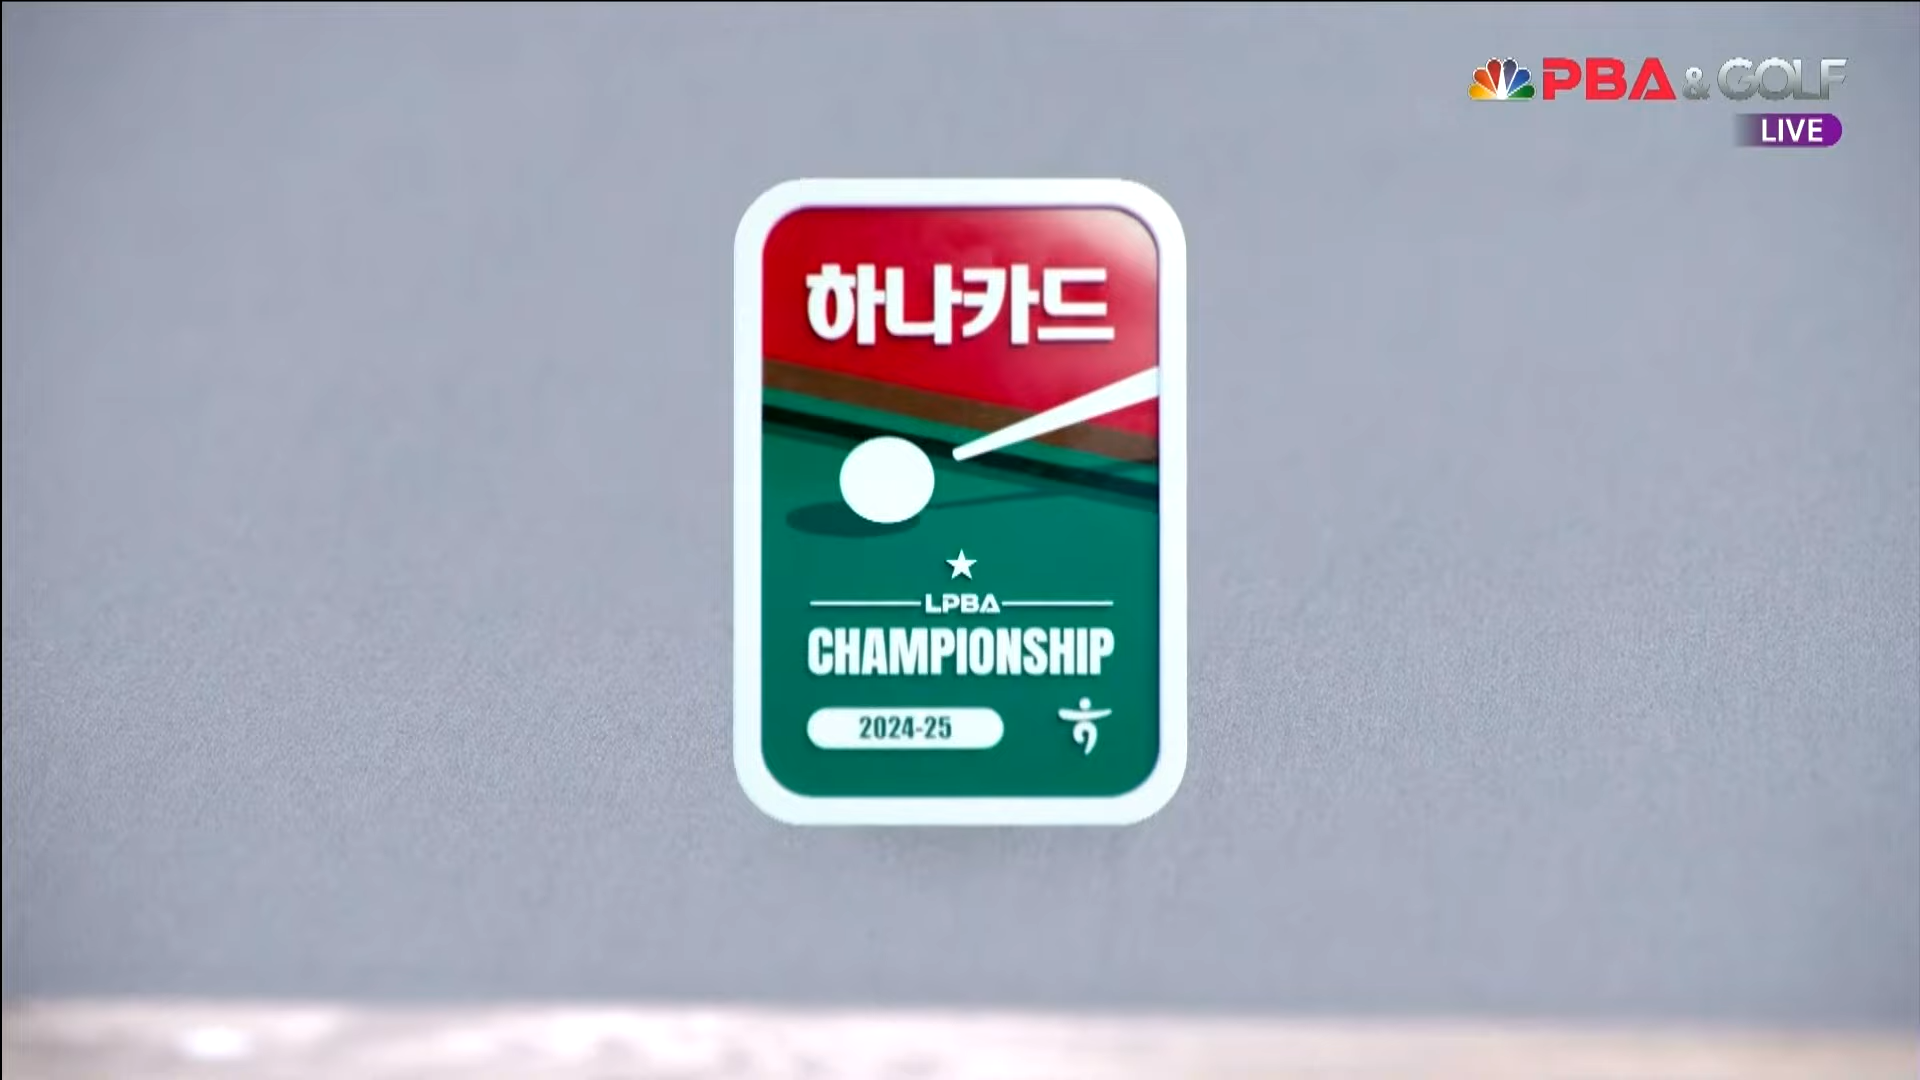 PBA & GOLF
LIVE
하나카드
LPBA
CHAMPIONSHIP
2024-25